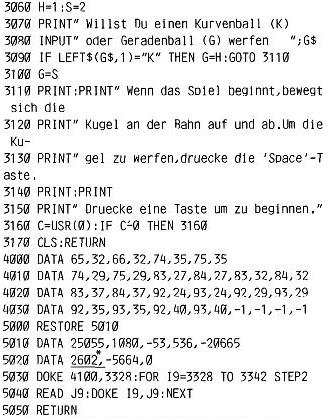 3060 H=1:S=2
3070 PRINT" Willst Du einen Kurvenball (K)
3080 INPUT" oder Geradenball (G) werfen   ";G$
3090 IF LEFT$(G$,1)="K" THEN G=H:GOTO 3110
3100 G=S
3110 PRINT:PRINT" Wenn das Spiel beginnt,bewegt
sich die
3120 PRINT" Kugel an der Bahn auf und ab.Um die
Ku-
3130 PRINT" gel zu werfen,druecke die 'Space'-T
aste.
3140 PRINT:PRINT
3150 PRINT" Druecke eine Taste um zu beginnen."
3160 C=USR(0):IF C=0 THEN 3160
3170 CLS:RETURN
4000 DATA 65,32,66,32,74,35,75,35
4010 DATA 74,29,75,29,83,27,84,27,83,32,84,32
4020 DATA 83,37,84,37,92,24,93,24,92,29,93,29
4030 DATA 92,35,93,35,92,40,93,40,-1,-1,-1,-1
5000 RESTORE 5010
5010 DATA 25055,1080,-53,536,-20665
5020 DATA 2602,-5664,0
5030 DOKE 4100,3328:FOR I9=3328 TO 3342 STEP2
5040 READ J9:DOKE I9,J9:NEXT
5050 RETURN